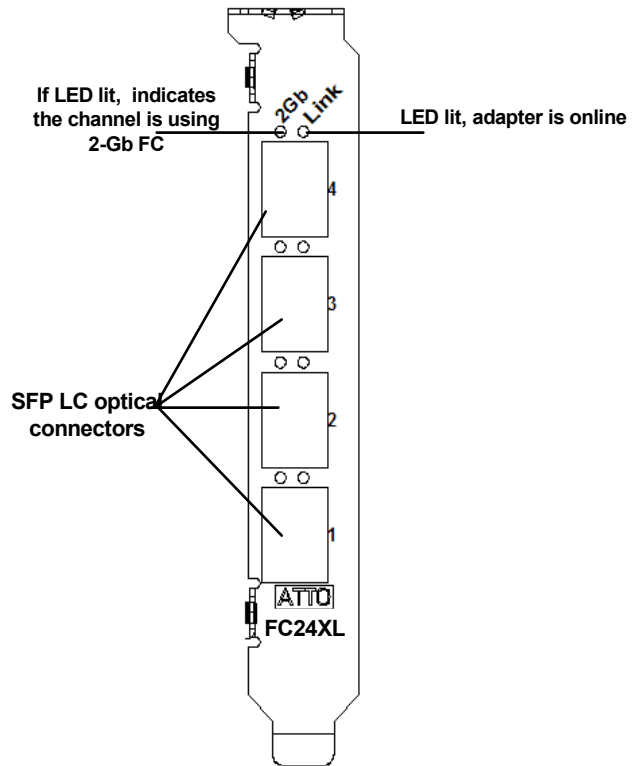 If LED lit, indicates
the channel is using
2-Gb FC
2Gb
Link
LED lit, adapter is online
4
3
SFP LC optical
connectors
2
1
ATTO
FC24XL